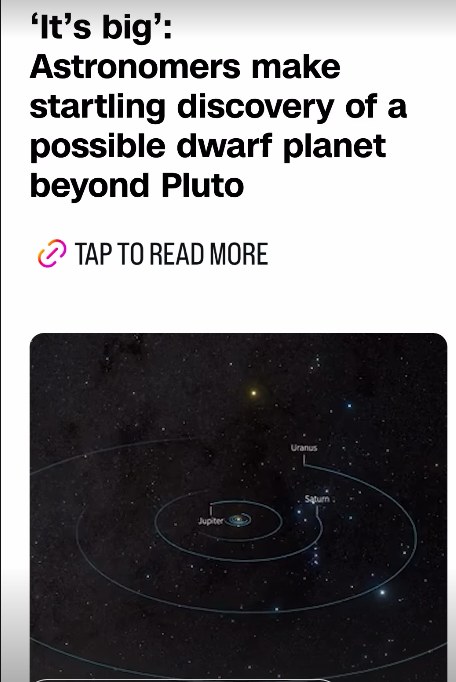 ‘It’s big’:
Astronomers make
startling discovery of a
possible dwarf planet
beyond Pluto
TAP TO READ MORE
Uranus
Saturn
Jupiter